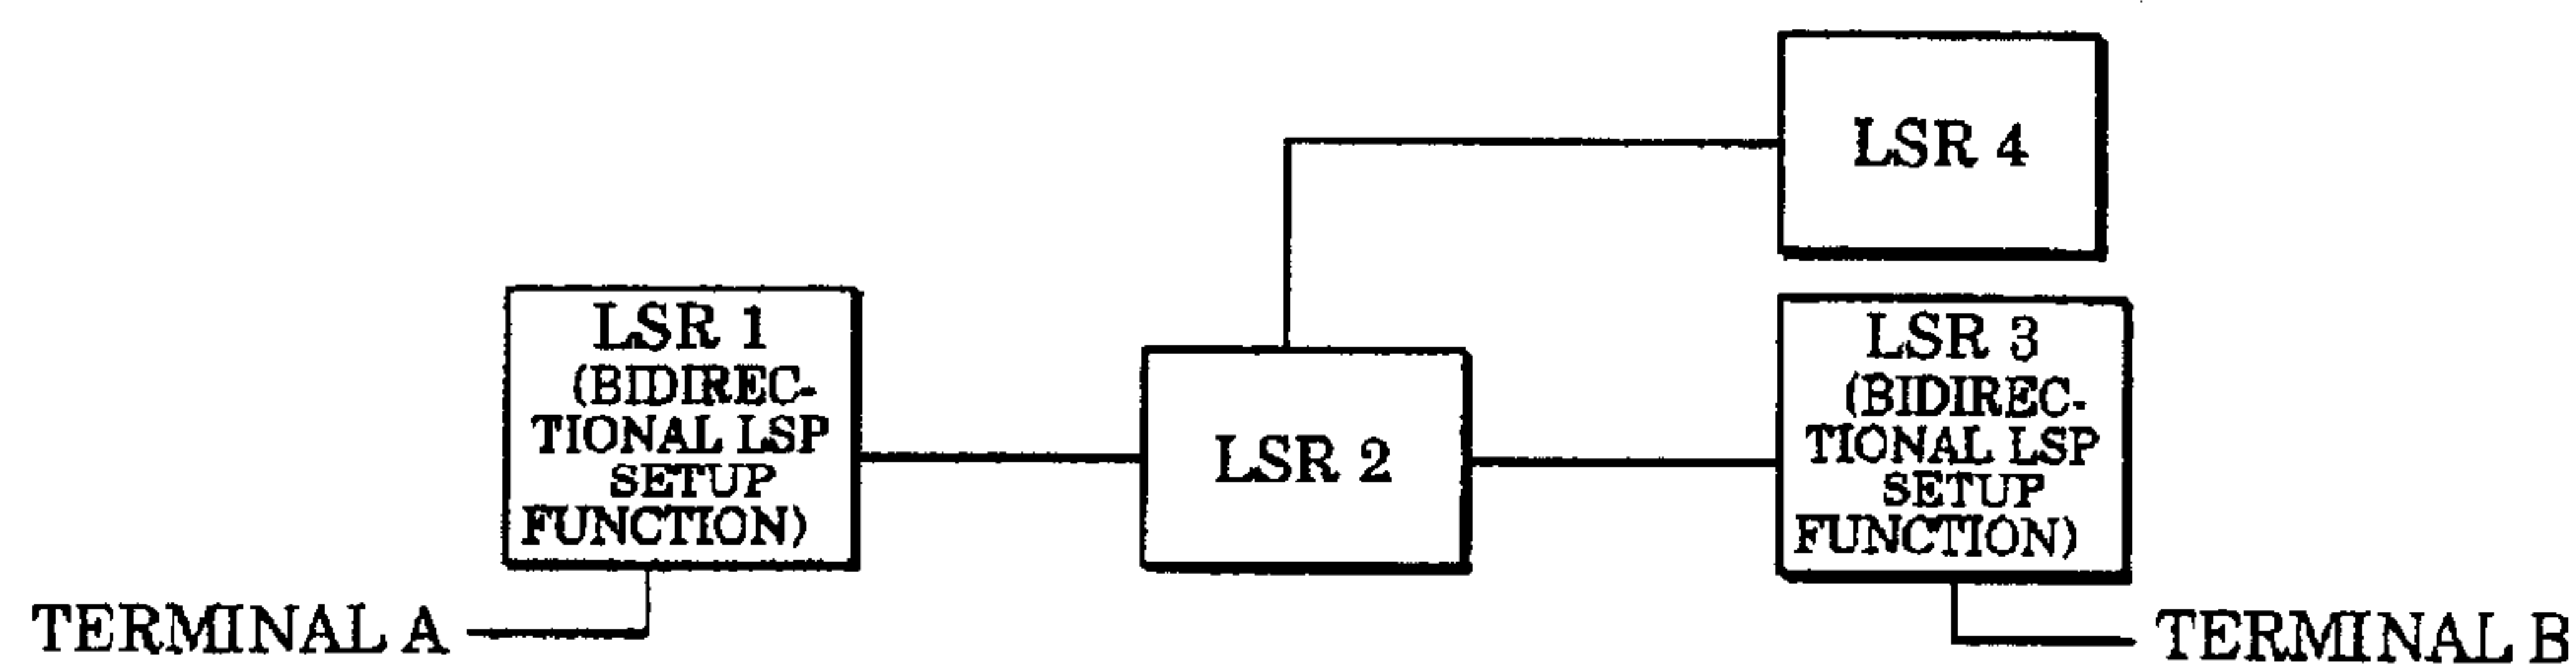 LSR 4
LSR 1
(BIDIREC-
TIONAL LSP
SETUP
FUNCTION)
LSR 2
LSR 3
(BIDIREC-
TIONAL LSP
SETUP
FUNCTION)
TERMINAL A
TERMINAL B